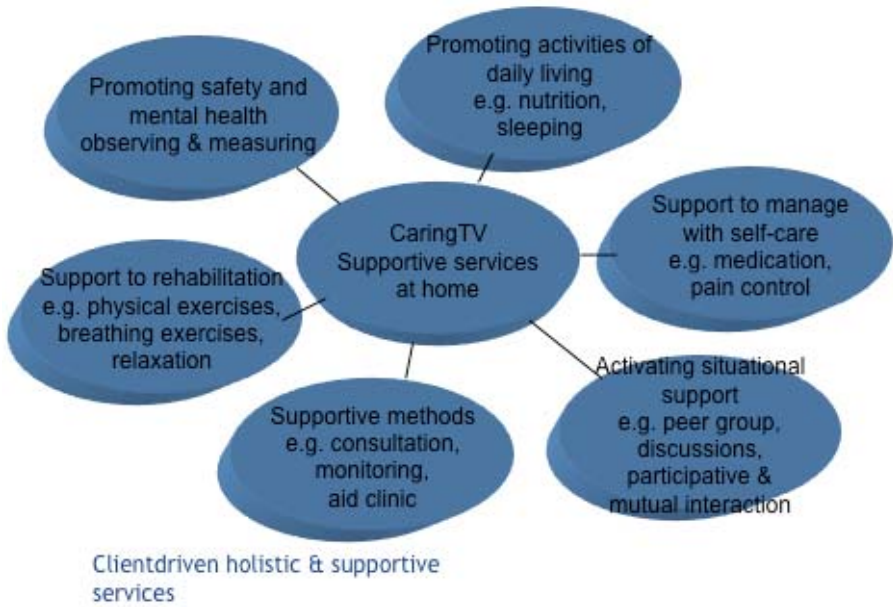 Promoting safety and
mental health
observing & measuring
Promoting activities of
daily living
e.g. nutrition,
sleeping
CaringTV
Supportive services
at home
Support to manage
with self-care
e.g. medication,
pain control
Support to rehabilitation
e.g. physical exercises,
breathing exercises,
relaxation
Supportive methods
e.g. consultation,
monitoring,
aid clinic
Activating situational
support
e.g. peer group,
discussions,
participative &
mutual interaction
Clientdriven holistic & supportive
services